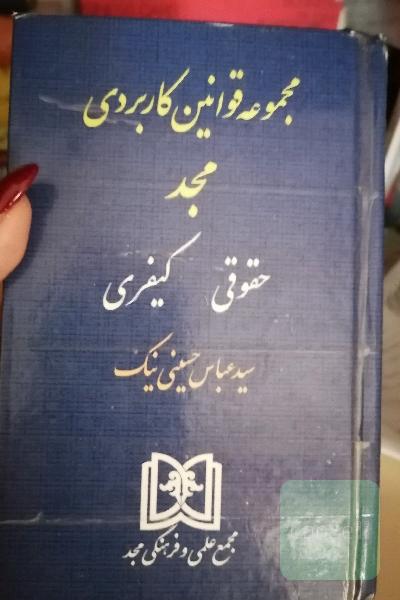 مجموعه قوانین کاربردی
مجد
حقوقی کیفری
سید عباس حسینی نیک
مجمع علمی و فرهنگی مجد